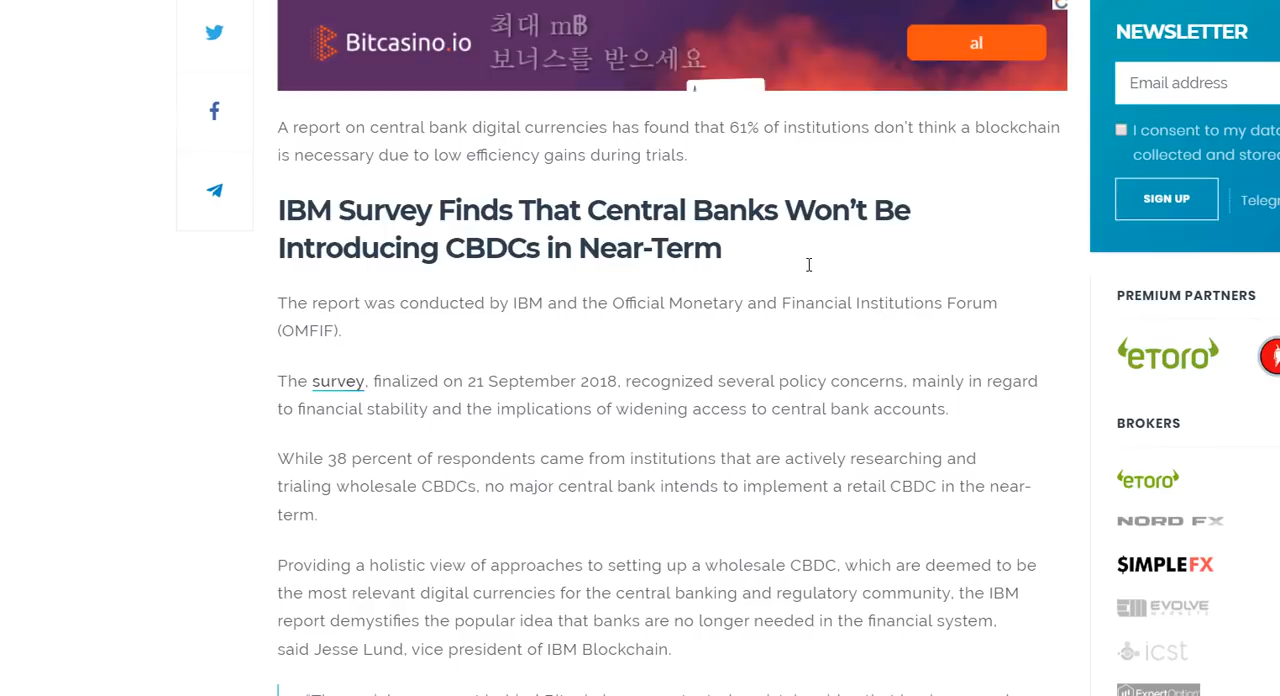 Bitcasino.io
최대 m฿
보너스를 받으세요
al
A report on central bank digital currencies has found that 61% of institutions don't think a blockchain
is necessary due to low efficiency gains during trials.
IBM Survey Finds That Central Banks Won't Be
Introducing CBDCs in Near-Term
The report was conducted by IBM and the Official Monetary and Financial Institutions Forum
(OMFIF).
The survey, finalized on 21 September 2018, recognized several policy concerns, mainly in regard
to financial stability and the implications of widening access to central bank accounts.
While 38 percent of respondents came from institutions that are actively researching and
trialing wholesale CBDCs, no major central bank intends to implement a retail CBDC in the near-
term.
Providing a holistic view of approaches to setting up a wholesale CBDC, which are deemed to be
the most relevant digital currencies for the central banking and regulatory community, the IBM
report demystifies the popular idea that banks are no longer needed in the financial system,
said Jesse Lund, vice president of IBM Blockchain.
NEWSLETTER
Email address
I consent to my data
collected and store
SIGN UP
Telegr
PREMIUM PARTNERS
eToro
BROKERS
eToro
NORD FX
$IMPLEFX
EVOLVE
MARKETS
icst
ExpertOption